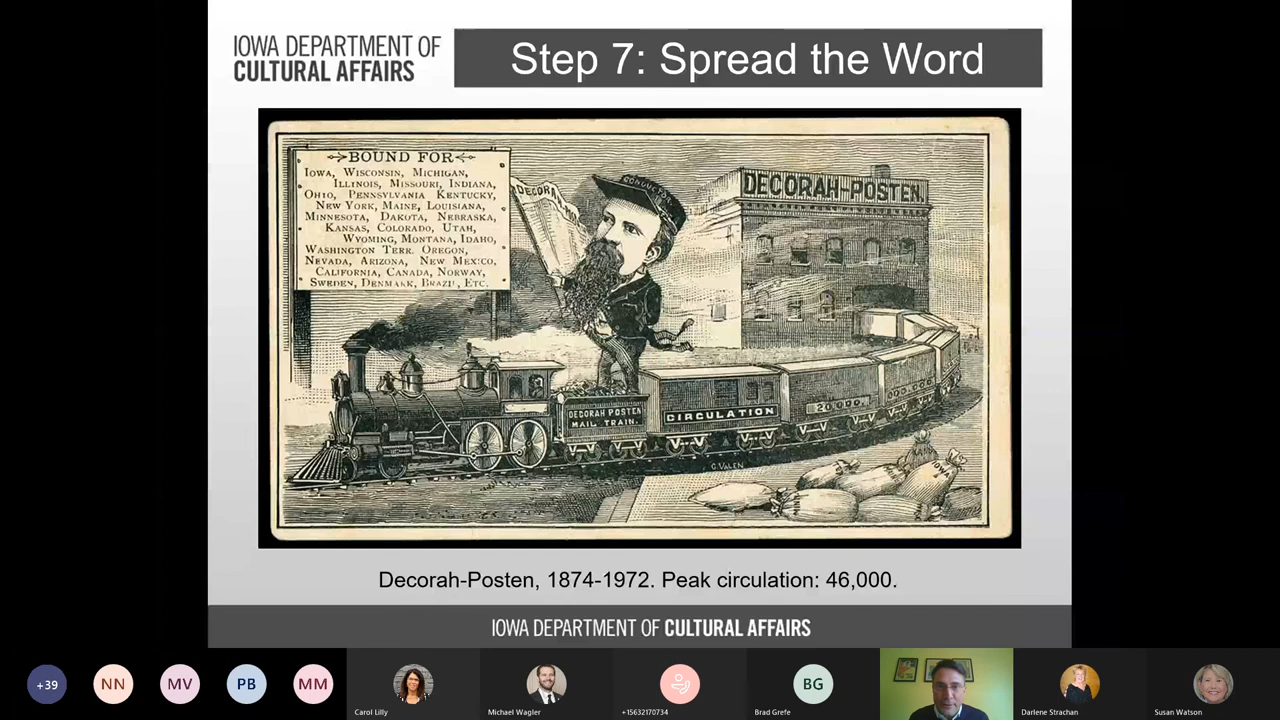 IOWA DEPARTMENT OF
CULTURAL AFFAIRS
Step 7: Spread the Word
BOUND FOR
IOWA, WISCONSIN, MICHIGAN,
ILLINOIS, MISSOURI, INDIANA,
OHIO, PENNSYLVANIA KENTUCKY,
NEW YORK, MAINE, LOUISIANA,
MINNESOTA, DAKOTA, NEBRASKA,
KANSAS, COLORADO, UTAH,
WYOMING, MONTANA, IDAHO,
WASHINGTON TERR. OREGON,
NEVADA, ARIZONA, NEW MEXICO,
CALIFORNIA, CANADA, NORWAY,
SWEDEN, DENMARK, BRAZIL, ETC.
CONDUCTOR
DECORAH-POSTEN.
DECORAH POSTEN
MAIL TRAIN.
CIRCULATION
20,000.
C. VALEN
IOWA
Decorah-Posten, 1874-1972. Peak circulation: 46,000.
IOWA DEPARTMENT OF CULTURAL AFFAIRS
+39
NN
MV
PB
MM
BG
Carol Lilly
Michael Wagler
+15632170734
Brad Grefe
Darlene Strachan
Susan Watson